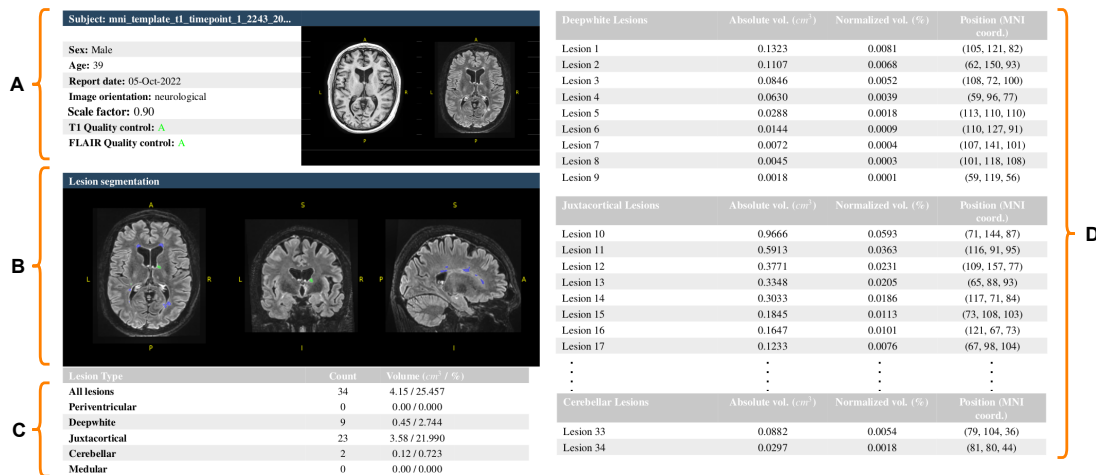 A
Subject: mni_template_t1_timepoint_1_2243_20...
Sex: Male
Age: 39
Report date: 05-Oct-2022
Image orientation: neurological
Scale factor: 0.90
T1 Quality control: A
FLAIR Quality control: A
A A
L R L R
P P
B
Lesion segmentation
A S S
L R L R P A
P I I
C
Lesion Type Count Volume (cm³ / %)
All lesions 34 4.15 / 25.457
Periventricular 0 0.00 / 0.000
Deepwhite 9 0.45 / 2.744
Juxtacortical 23 3.58 / 21.990
Cerebellar 2 0.12 / 0.723
Medular 0 0.00 / 0.000
D
Deepwhite Lesions Absolute vol. (cm³) Normalized vol. (%) Position (MNI
coord.)
Lesion 1 0.1323 0.0081 (105, 121, 82)
Lesion 2 0.1107 0.0068 (62, 150, 93)
Lesion 3 0.0846 0.0052 (108, 72, 100)
Lesion 4 0.0630 0.0039 (59, 96, 77)
Lesion 5 0.0288 0.0018 (113, 110, 110)
Lesion 6 0.0144 0.0009 (110, 127, 91)
Lesion 7 0.0072 0.0004 (107, 141, 101)
Lesion 8 0.0045 0.0003 (101, 118, 108)
Lesion 9 0.0018 0.0001 (59, 119, 56)
Juxtacortical Lesions Absolute vol. (cm³) Normalized vol. (%) Position (MNI
coord.)
Lesion 10 0.9666 0.0593 (71, 144, 87)
Lesion 11 0.5913 0.0363 (116, 91, 95)
Lesion 12 0.3771 0.0231 (109, 157, 77)
Lesion 13 0.3348 0.0205 (65, 88, 93)
Lesion 14 0.3033 0.0186 (117, 71, 84)
Lesion 15 0.1845 0.0113 (73, 108, 103)
Lesion 16 0.1647 0.0101 (121, 67, 73)
Lesion 17 0.1233 0.0076 (67, 98, 104)
Cerebellar Lesions Absolute vol. (cm³) Normalized vol. (%) Position (MNI
coord.)
Lesion 33 0.0882 0.0054 (79, 104, 36)
Lesion 34 0.0297 0.0018 (81, 80, 44)